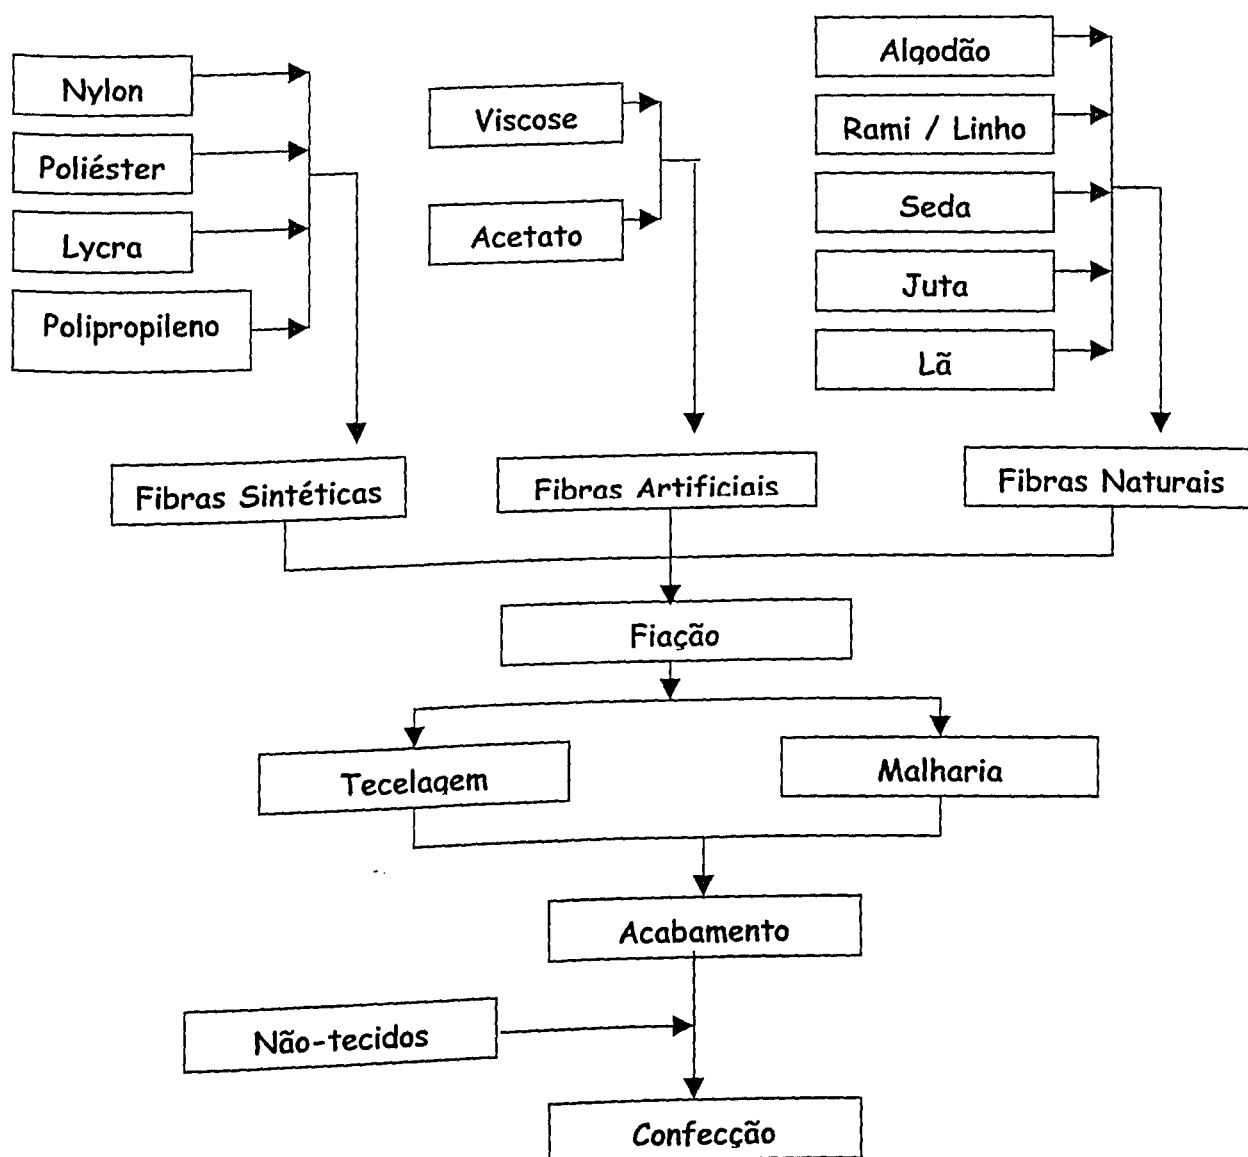 Nylon
Poliéster
Lycra
Polipropileno
Viscose
Acetato
Algodão
Rami / Linho
Seda
Juta
Lã
Fibras Sintéticas
Fibras Artificiais
Fibras Naturais
Fiação
Tecelagem
Malharia
Acabamento
Não-tecidos
Confecção